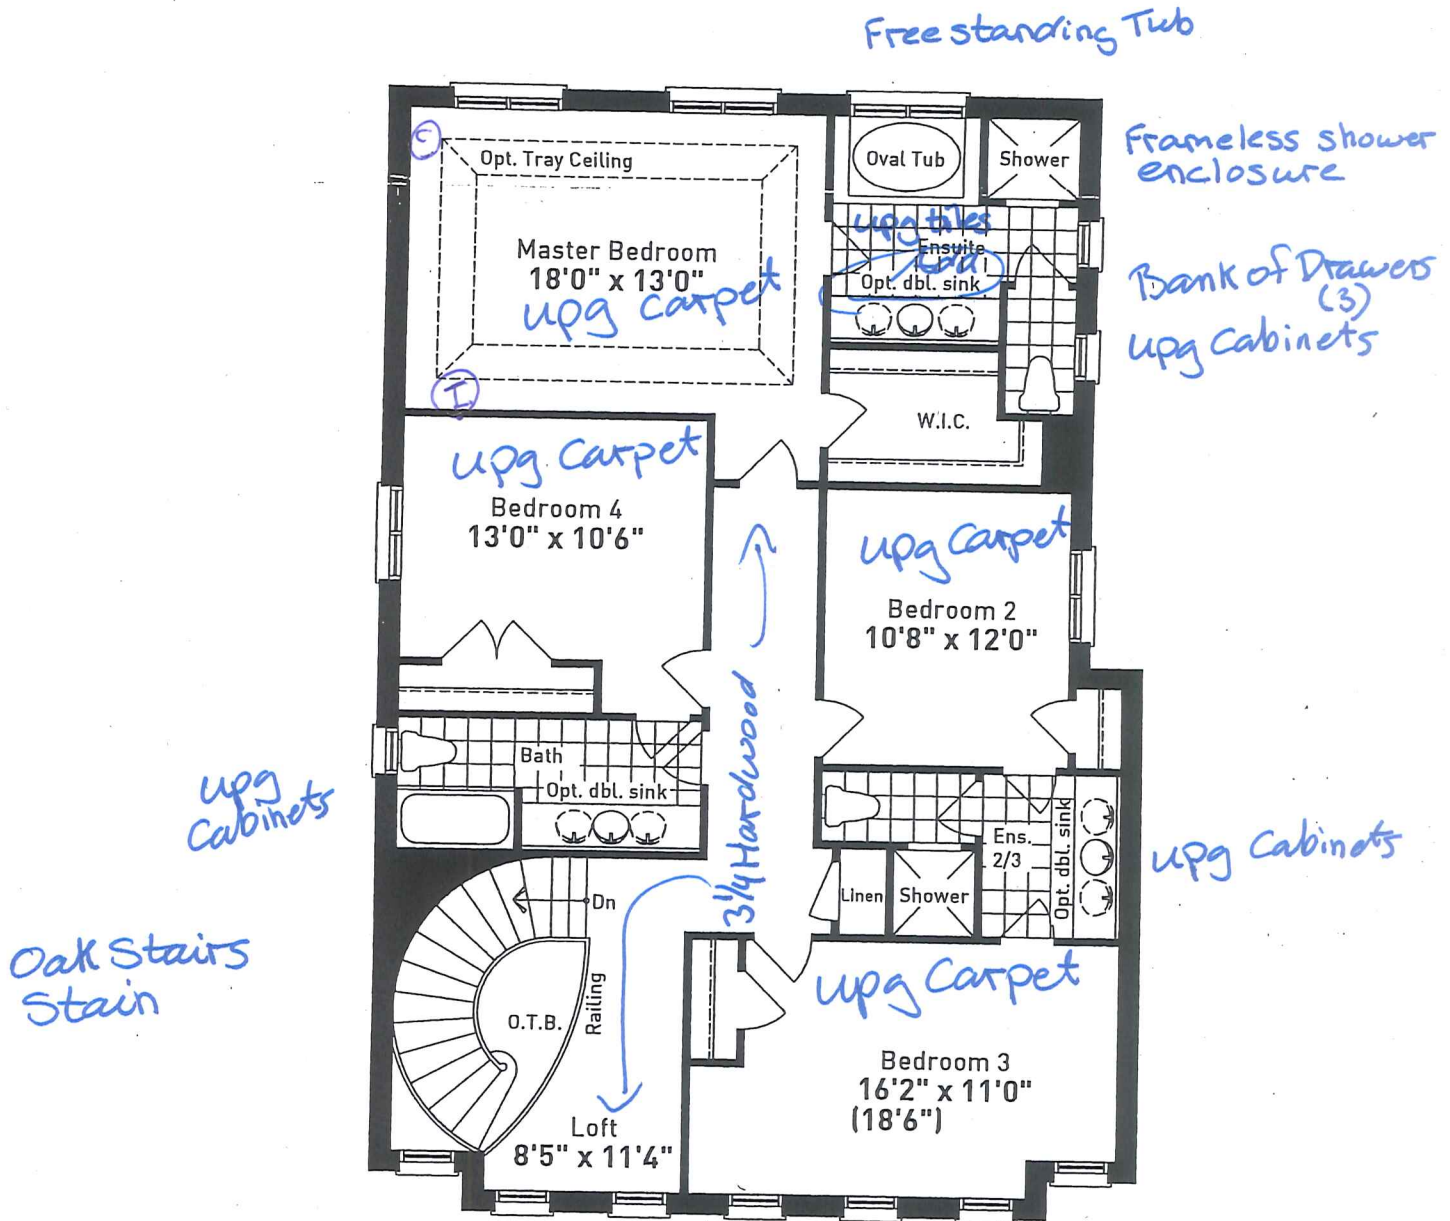 Free standing Tub
Opt. Tray Ceiling
Oval Tub
Shower
Frameless shower
enclosure
C
Master Bedroom
18'0" x 13'0"
upg carpet
upg tiles
Ensuite
Opt. dbl. sink
Bank of Drawers
(3)
upg Cabinets
I
W.I.C.
upg Carpet
Bedroom 4
13'0" x 10'6"
upg Carpet
Bedroom 2
10'8" x 12'0"
3 1/4 Hardwood
Bath
Opt. dbl. sink
upg
Cabinets
Ens.
2/3
Opt. dbl. sink
upg Cabinets
Linen
Shower
Dn
Railing
O.T.B.
Oak Stairs
Stain
upg Carpet
Bedroom 3
16'2" x 11'0"
(18'6")
Loft
8'5" x 11'4"